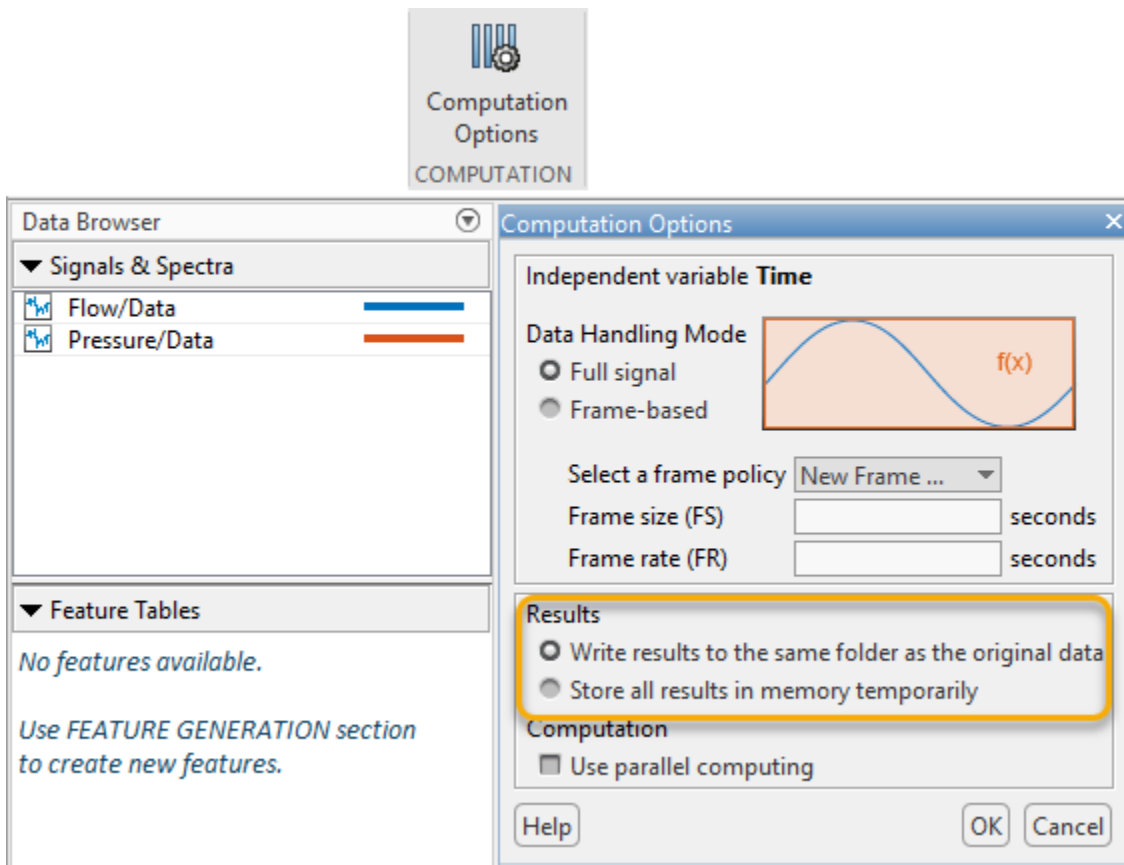 Computation
Options
COMPUTATION
Data Browser
Signals & Spectra
Flow/Data
Pressure/Data
Feature Tables
No features available.
Use FEATURE GENERATION section
to create new features.
Computation Options
Independent variable Time
Data Handling Mode
Full signal
Frame-based
f(x)
Select a frame policy New Frame ...
Frame size (FS) seconds
Frame rate (FR) seconds
Results
Write results to the same folder as the original data
Store all results in memory temporarily
Computation
Use parallel computing
Help OK Cancel